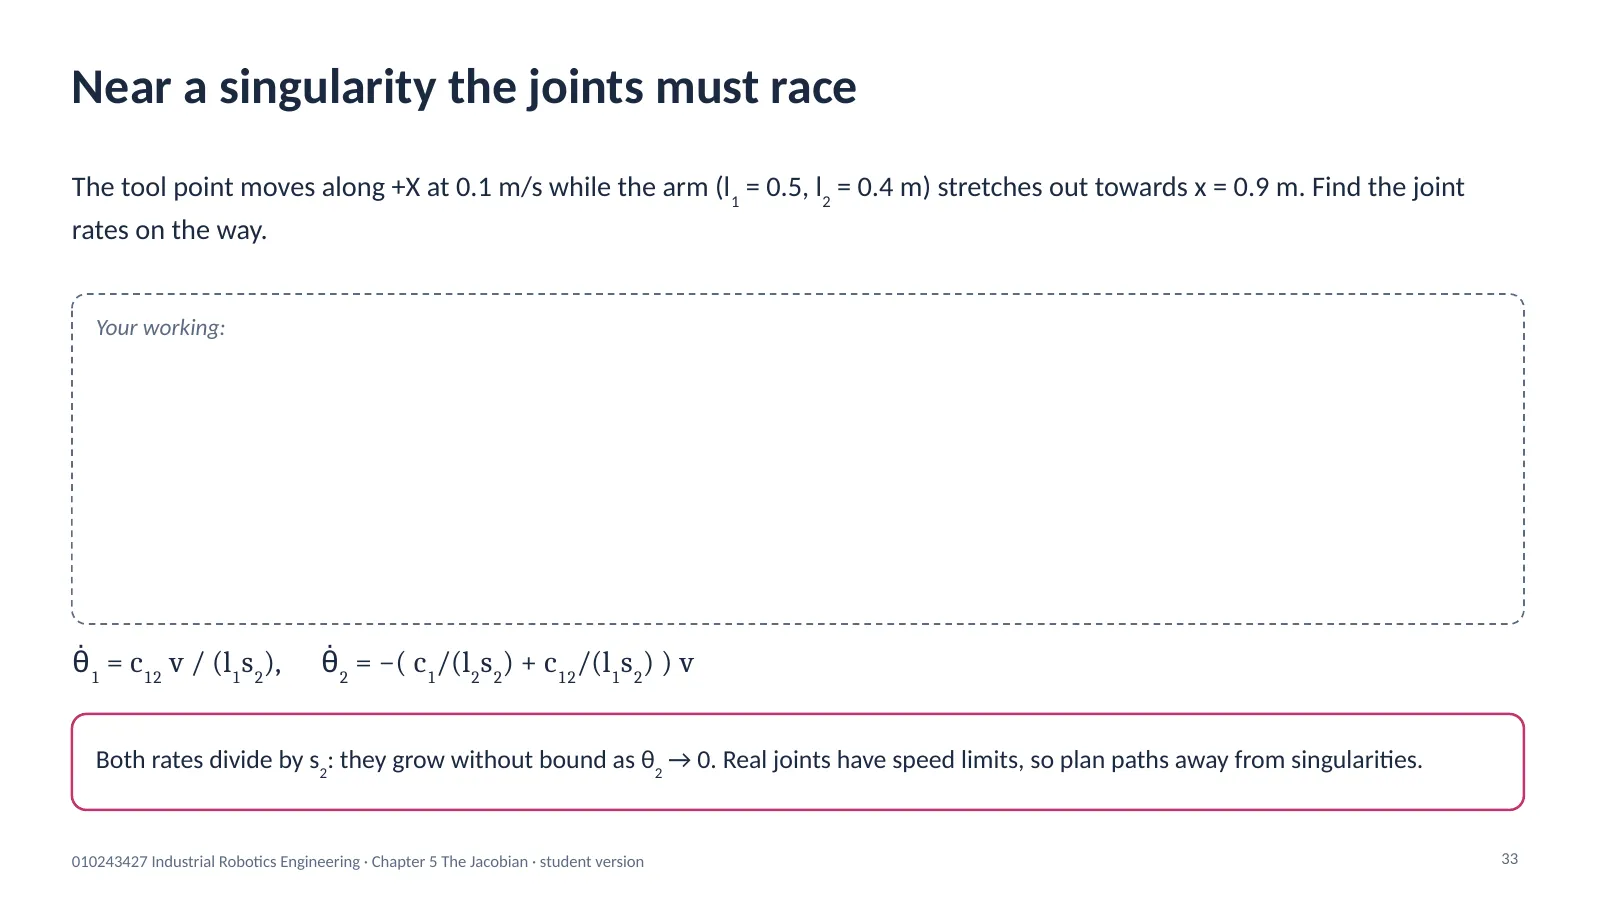 Near a singularity the joints must race
The tool point moves along +X at 0.1 m/s while the arm (l₁ = 0.5, l₂ = 0.4 m) stretches out towards x = 0.9 m. Find the joint
rates on the way.
Your working:
θ̇₁ = c₁₂ v / (l₁s₂), θ̇₂ = −( c₁/(l₂s₂) + c₁₂/(l₁s₂) ) v
Both rates divide by s₂: they grow without bound as θ₂ → 0. Real joints have speed limits, so plan paths away from singularities.
010243427 Industrial Robotics Engineering · Chapter 5 The Jacobian · student version
33